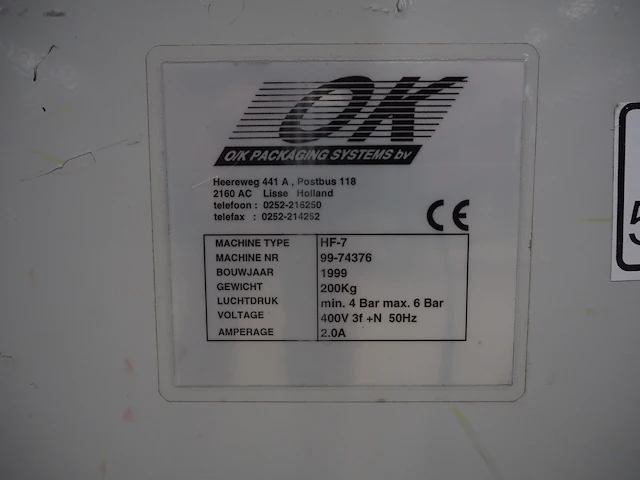 OK
O/K PACKAGING SYSTEMS bv
Heereweg 441 A , Postbus 118
2160 AC Lisse Holland
telefoon : 0252-216250
telefax : 0252-214252
CE
MACHINE TYPE HF-7
MACHINE NR 99-74376
BOUWJAAR 1999
GEWICHT 200Kg
LUCHTDRUK min. 4 Bar max. 6 Bar
VOLTAGE 400V 3f +N 50Hz
AMPERAGE 2.0A
5